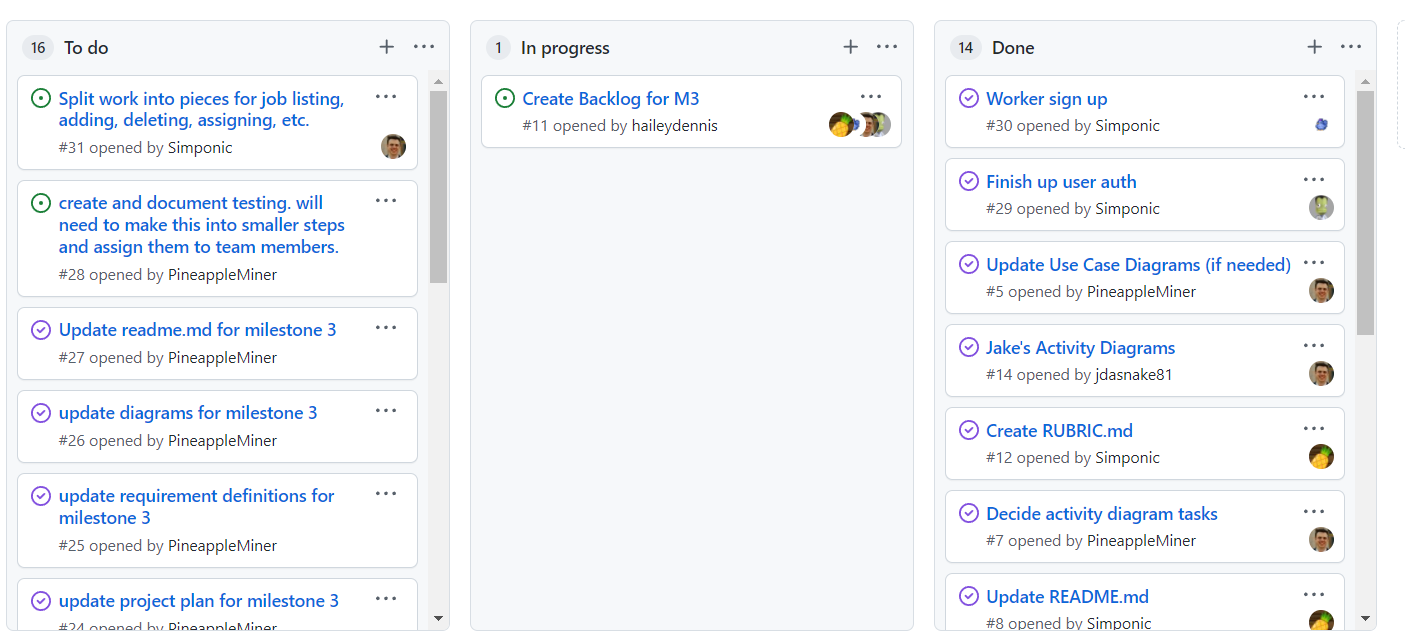 16 To do
Split work into pieces for job listing,
adding, deleting, assigning, etc.
#31 opened by Simponic
create and document testing. will
need to make this into smaller steps
and assign them to team members.
#28 opened by PineappleMiner
Update readme.md for milestone 3
#27 opened by PineappleMiner
update diagrams for milestone 3
#26 opened by PineappleMiner
update requirement definitions for
milestone 3
#25 opened by PineappleMiner
update project plan for milestone 3
#24 opened by PineappleMiner
1 In progress
Create Backlog for M3
#11 opened by haileydennis
14 Done
Worker sign up
#30 opened by Simponic
Finish up user auth
#29 opened by Simponic
Update Use Case Diagrams (if needed)
#5 opened by PineappleMiner
Jake's Activity Diagrams
#14 opened by jdasnake81
Create RUBRIC.md
#12 opened by Simponic
Decide activity diagram tasks
#7 opened by PineappleMiner
Update README.md
#8 opened by Simponic